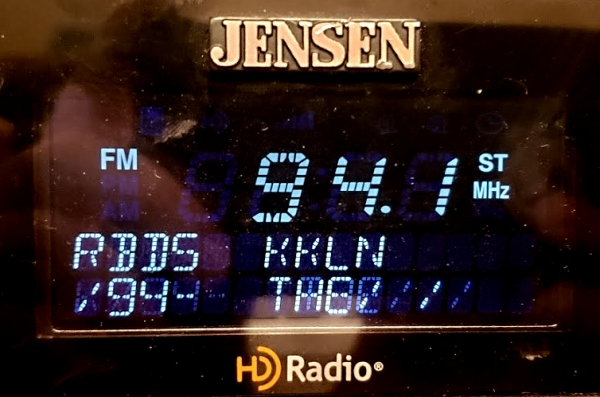 JENSEN
FM 94.1 ST
MHz
RBDS KKLN
HD Radio®